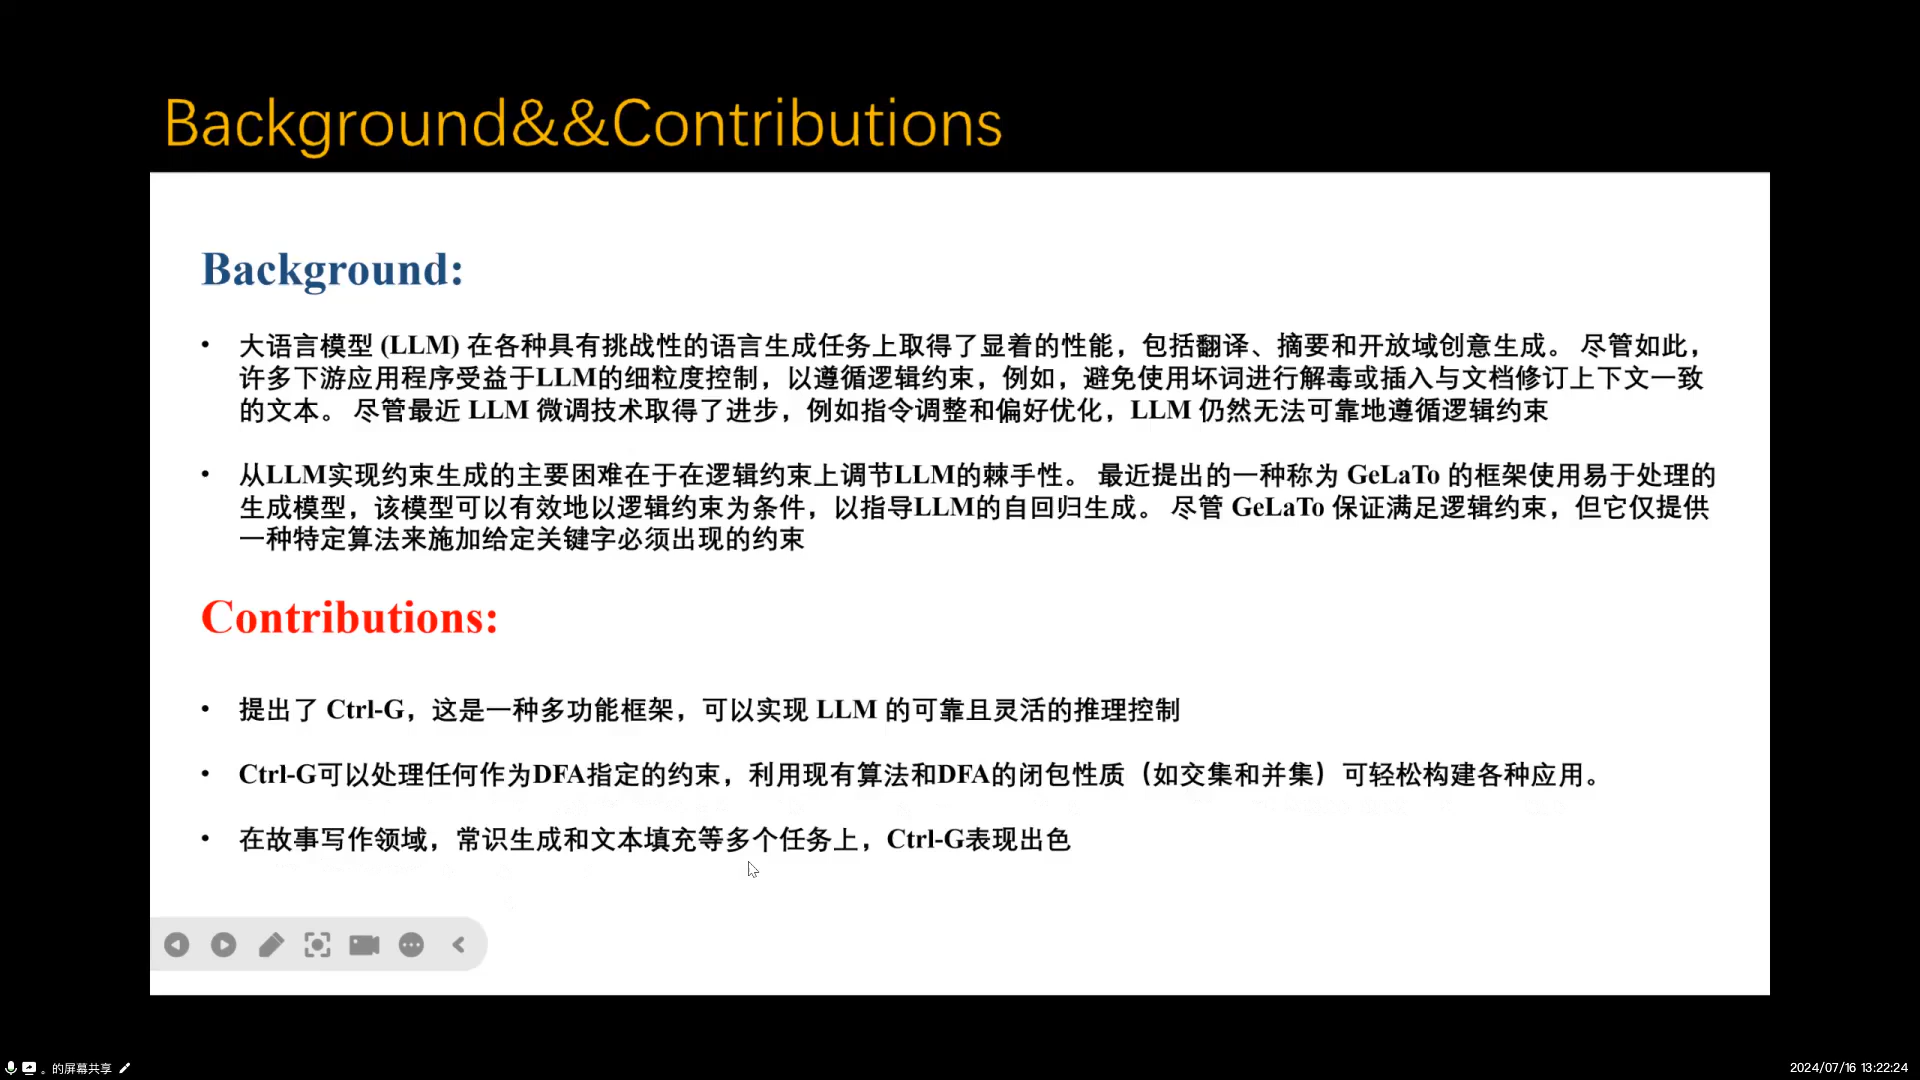 Background&&Contributions
Background:
• 大语言模型 (LLM) 在各种具有挑战性的语言生成任务上取得了显着的性能，包括翻译、摘要和开放域创意生成。 尽管如此，
许多下游应用程序受益于LLM的细粒度控制，以遵循逻辑约束，例如，避免使用坏词进行解毒或插入与文档修订上下文一致
的文本。 尽管最近 LLM 微调技术取得了进步，例如指令调整和偏好优化，LLM 仍然无法可靠地遵循逻辑约束
• 从LLM实现约束生成的主要困难在于在逻辑约束上调节LLM的棘手性。 最近提出的一种称为 GeLaTo 的框架使用易于处理的
生成模型，该模型可以有效地以逻辑约束为条件，以指导LLM的自回归生成。 尽管 GeLaTo 保证满足逻辑约束，但它仅提供
一种特定算法来施加给定关键字必须出现的约束
Contributions:
• 提出了 Ctrl-G，这是一种多功能框架，可以实现 LLM 的可靠且灵活的推理控制
• Ctrl-G可以处理任何作为DFA指定的约束，利用现有算法和DFA的闭包性质（如交集和并集）可轻松构建各种应用。
• 在故事写作领域，常识生成和文本填充等多个任务上，Ctrl-G表现出色
。的屏幕共享
2024/07/16 13:22:24